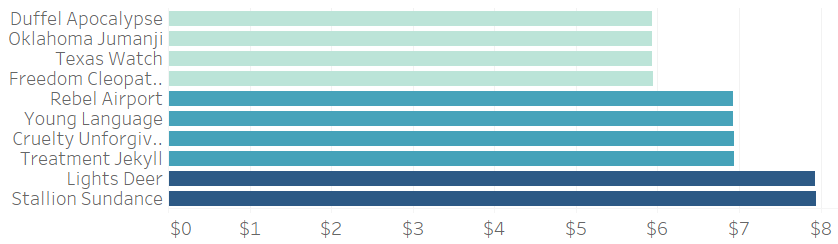 Duffel Apocalypse
Oklahoma Jumanji
Texas Watch
Freedom Cleopat..
Rebel Airport
Young Language
Cruelty Unforgiv..
Treatment Jekyll
Lights Deer
Stallion Sundance
$0 $1 $2 $3 $4 $5 $6 $7 $8